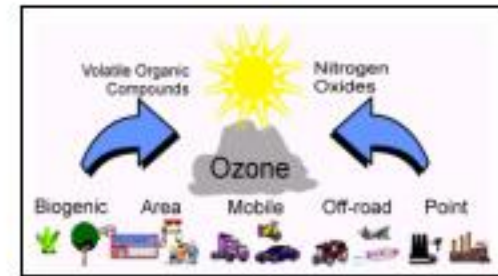 Volatile Organic
Compounds
Nitrogen
Oxides
Ozone
Biogenic Area Mobile Off-road Point